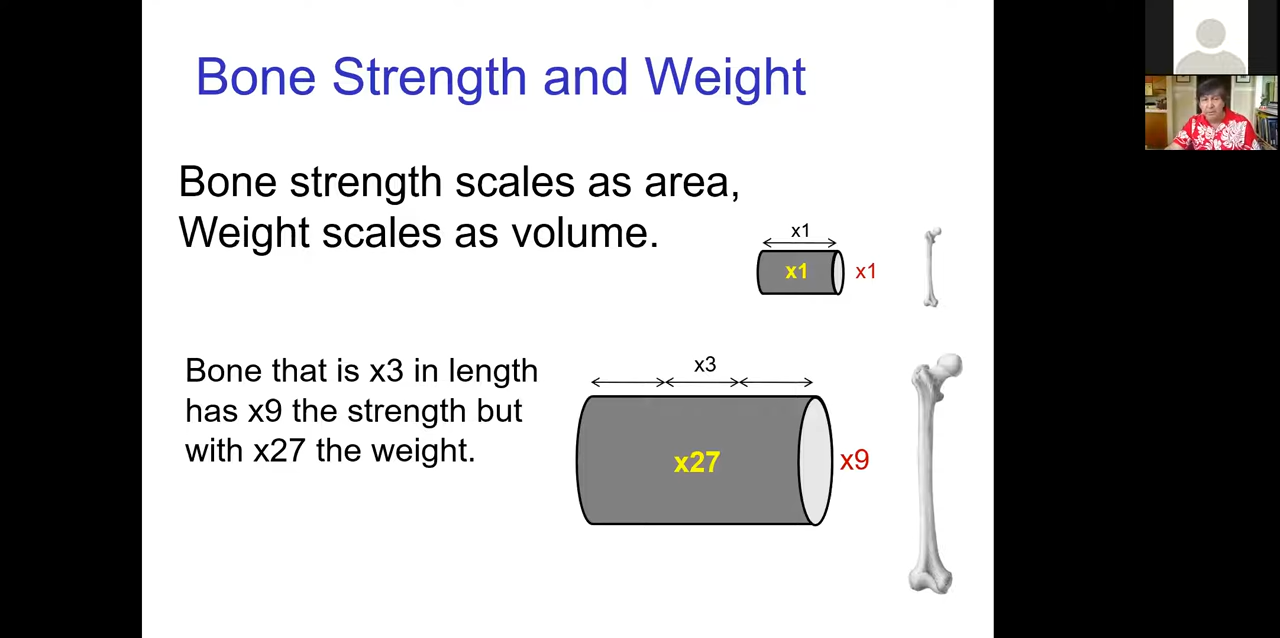 Bone Strength and Weight
Bone strength scales as area,
Weight scales as volume.
x1
x1
x1
Bone that is x3 in length
has x9 the strength but
with x27 the weight.
x3
x27
x9